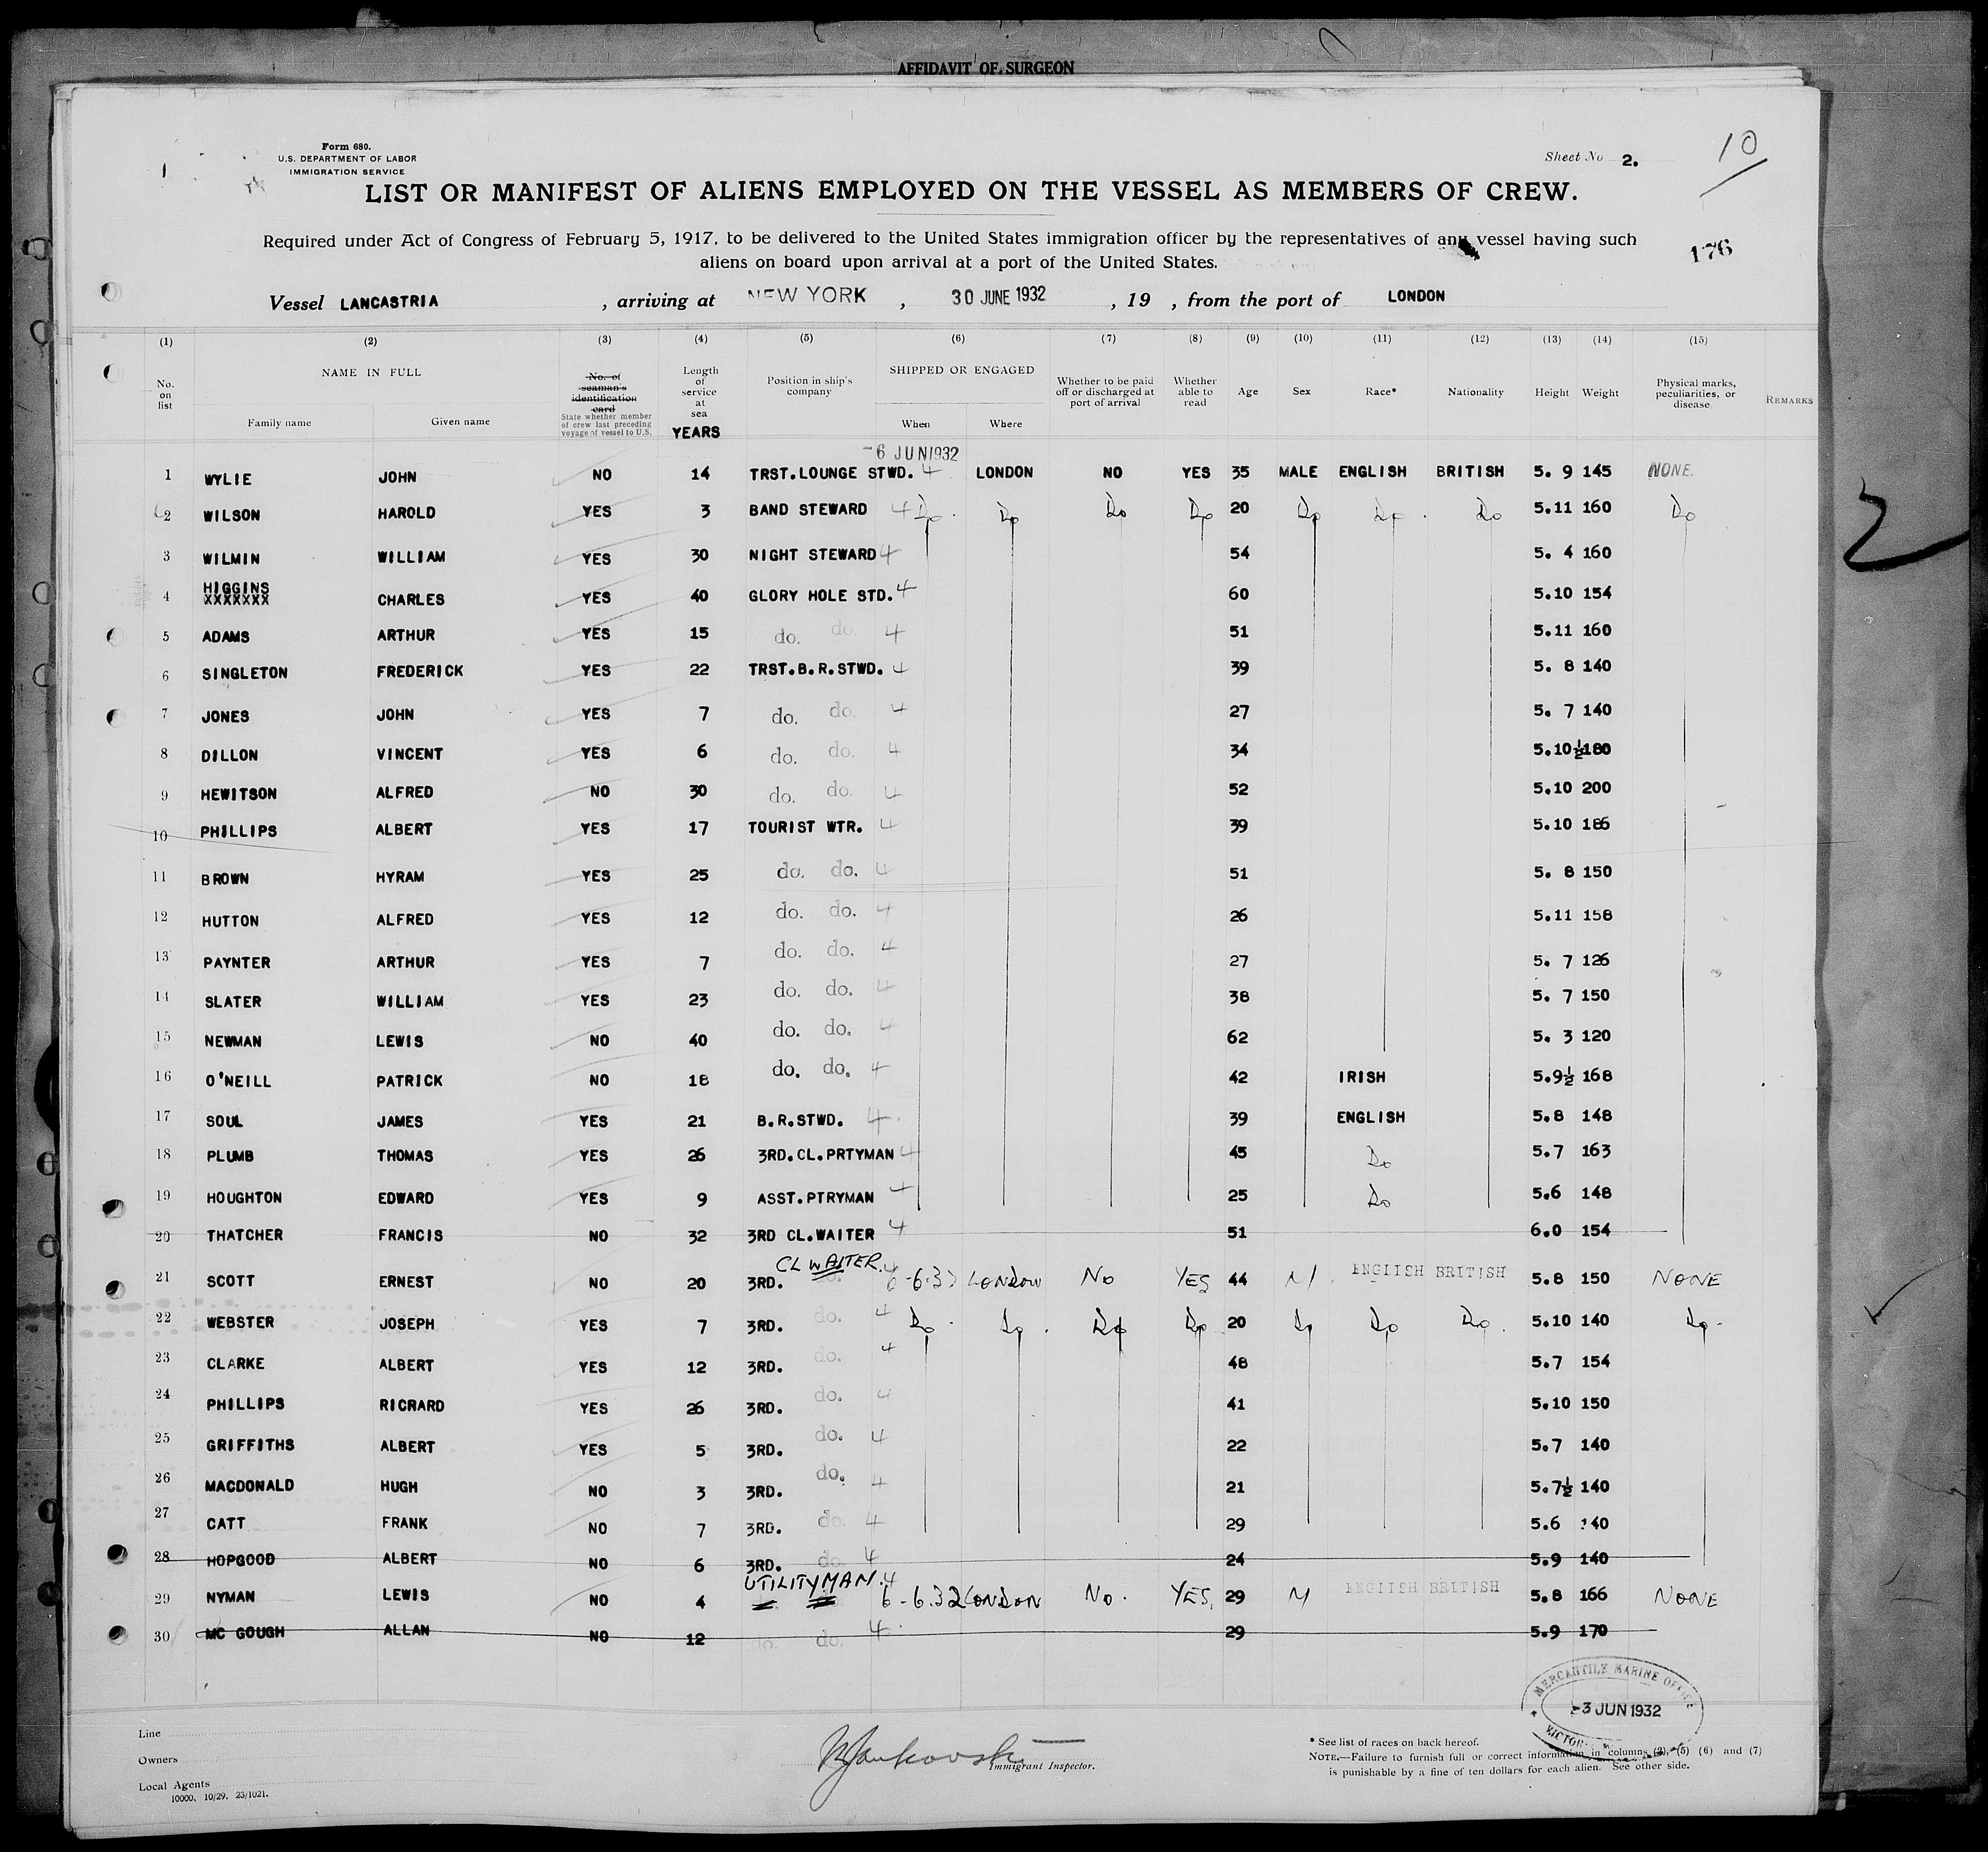 AFFIDAVIT OF SURGEON
10
Form 680.
U.S. DEPARTMENT OF LABOR
IMMIGRATION SERVICE
Sheet No 2.
LIST OR MANIFEST OF ALIENS EMPLOYED ON THE VESSEL AS MEMBERS OF CREW.
Required under Act of Congress of February 5, 1917, to be delivered to the United States immigration officer by the representatives of any vessel having such
aliens on board upon arrival at a port of the United States.
176
Vessel LANCASTRIA , arriving at NEW YORK , 30 JUNE 1932 , 19 , from the port of LONDON
(1) (2) (3) (4) (5) (6) (7) (8) (9) (10) (11) (12) (13) (14) (15)
No. on list
NAME IN FULL
Family name Given name
No. of seaman's identification card
State whether member of crew last preceding voyage of vessel to U.S.
Length of service at sea
YEARS
Position in ship's company
SHIPPED OR ENGAGED
When Where
Whether to be paid off or discharged at port of arrival
Whether able to read
Age Sex Race* Nationality Height Weight
Physical marks, peculiarities, or disease
REMARKS
-6 JUN 1932
1 WYLIE JOHN NO 14 TRST.LOUNGE STWD. 4 LONDON NO YES 35 MALE ENGLISH BRITISH 5. 9 145 NONE.
2 WILSON HAROLD YES 3 BAND STEWARD 4 Do. Do Do Do 20 Do Do. Do 5.11 160 Do
3 WILMIN WILLIAM YES 30 NIGHT STEWARD 4 54 5. 4 160
4 HIGGINS XXXXXXX CHARLES YES 40 GLORY HOLE STD. 4 60 5.10 154
5 ADAMS ARTHUR YES 15 do. do. 4 51 5.11 160
6 SINGLETON FREDERICK YES 22 TRST.B.R.STWD. 4 39 5. 8 140
7 JONES JOHN YES 7 do. do. 4 27 5. 7 140
8 DILLON VINCENT YES 6 do. do. 4 34 5.10½ 180
9 HEWITSON ALFRED NO 30 do. do. 4 52 5.10 200
10 PHILLIPS ALBERT YES 17 TOURIST WTR. 4 39 5.10 186
11 BROWN HYRAM YES 25 do. do. 4 51 5. 8 150
12 HUTTON ALFRED YES 12 do. do. 4 26 5.11 158
13 PAYNTER ARTHUR YES 7 do. do. 4 27 5. 7 126
14 SLATER WILLIAM YES 23 do. do. 4 38 5. 7 150
15 NEWMAN LEWIS NO 40 do. do. 4 62 5. 3 120
16 O'NEILL PATRICK NO 18 do. do. 4 42 IRISH 5.9½ 168
17 SOUL JAMES YES 21 B.R.STWD. 4 39 ENGLISH 5.8 148
18 PLUMB THOMAS YES 26 3RD.CL.PRTYMAN 4 45 Do 5.7 163
19 HOUGHTON EDWARD YES 9 ASST.PTRYMAN 4 25 Do 5.6 148
20 THATCHER FRANCIS NO 32 3RD CL.WAITER 4 51 6.0 154
21 SCOTT ERNEST NO 20 3RD. CL WAITER. 4 6-6.32 LONDON NO YES 44 M ENGLISH BRITISH 5.8 150 NONE
22 WEBSTER JOSEPH YES 7 3RD. do. 4 Do. Do. Do Do 20 Do Do Do. 5.10 140 Do.
23 CLARKE ALBERT YES 12 3RD. do. 4 48 5.7 154
24 PHILLIPS RICRARD YES 26 3RD. do. 4 41 5.10 150
25 GRIFFITHS ALBERT YES 5 3RD. do. 4 22 5.7 140
26 MACDONALD HUGH NO 3 3RD. do. 4 21 5.7½ 140
27 CATT FRANK NO 7 3RD. do. 4 29 5.6 140
28 HOPGOOD ALBERT NO 6 3RD. do. 4 24 5.9 140
29 NYMAN LEWIS NO 4 UTILITYMAN. 4 6-6.32 LONDON NO. YES. 29 M ENGLISH BRITISH 5.8 166 NONE
30 MC GOUGH ALLAN NO 12 do. do. 4 29 5.9 170
2
MERCANTILE MARINE OFFICE
-3 JUN 1932
Line
Owners
Local Agents
10000, 10/29. 23/1021.
Immigrant Inspector.
* See list of races on back hereof.
NOTE.—Failure to furnish full or correct information in columns (3), (5) (6) and (7)
is punishable by a fine of ten dollars for each alien. See other side.